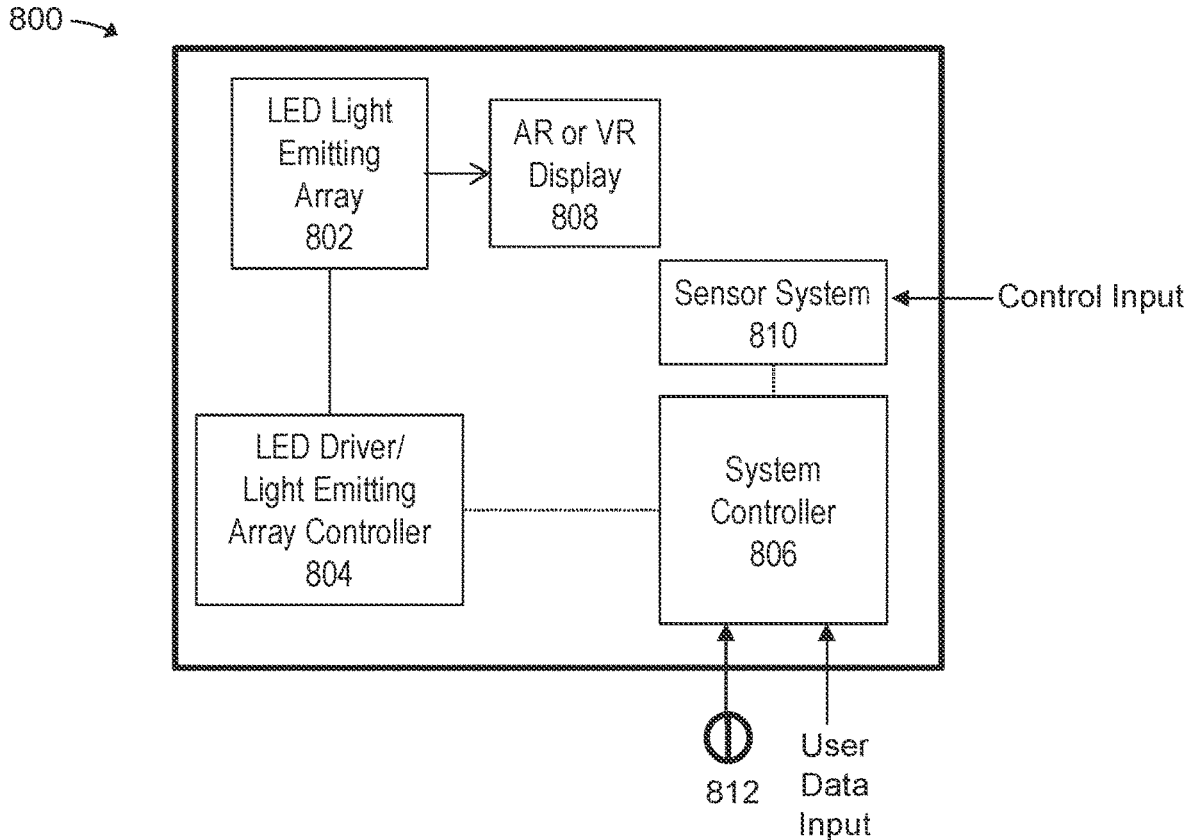 800
LED Light
Emitting
Array
802
AR or VR
Display
808
Sensor System
810
Control Input
LED Driver/
Light Emitting
Array Controller
804
System
Controller
806
812
User
Data
Input